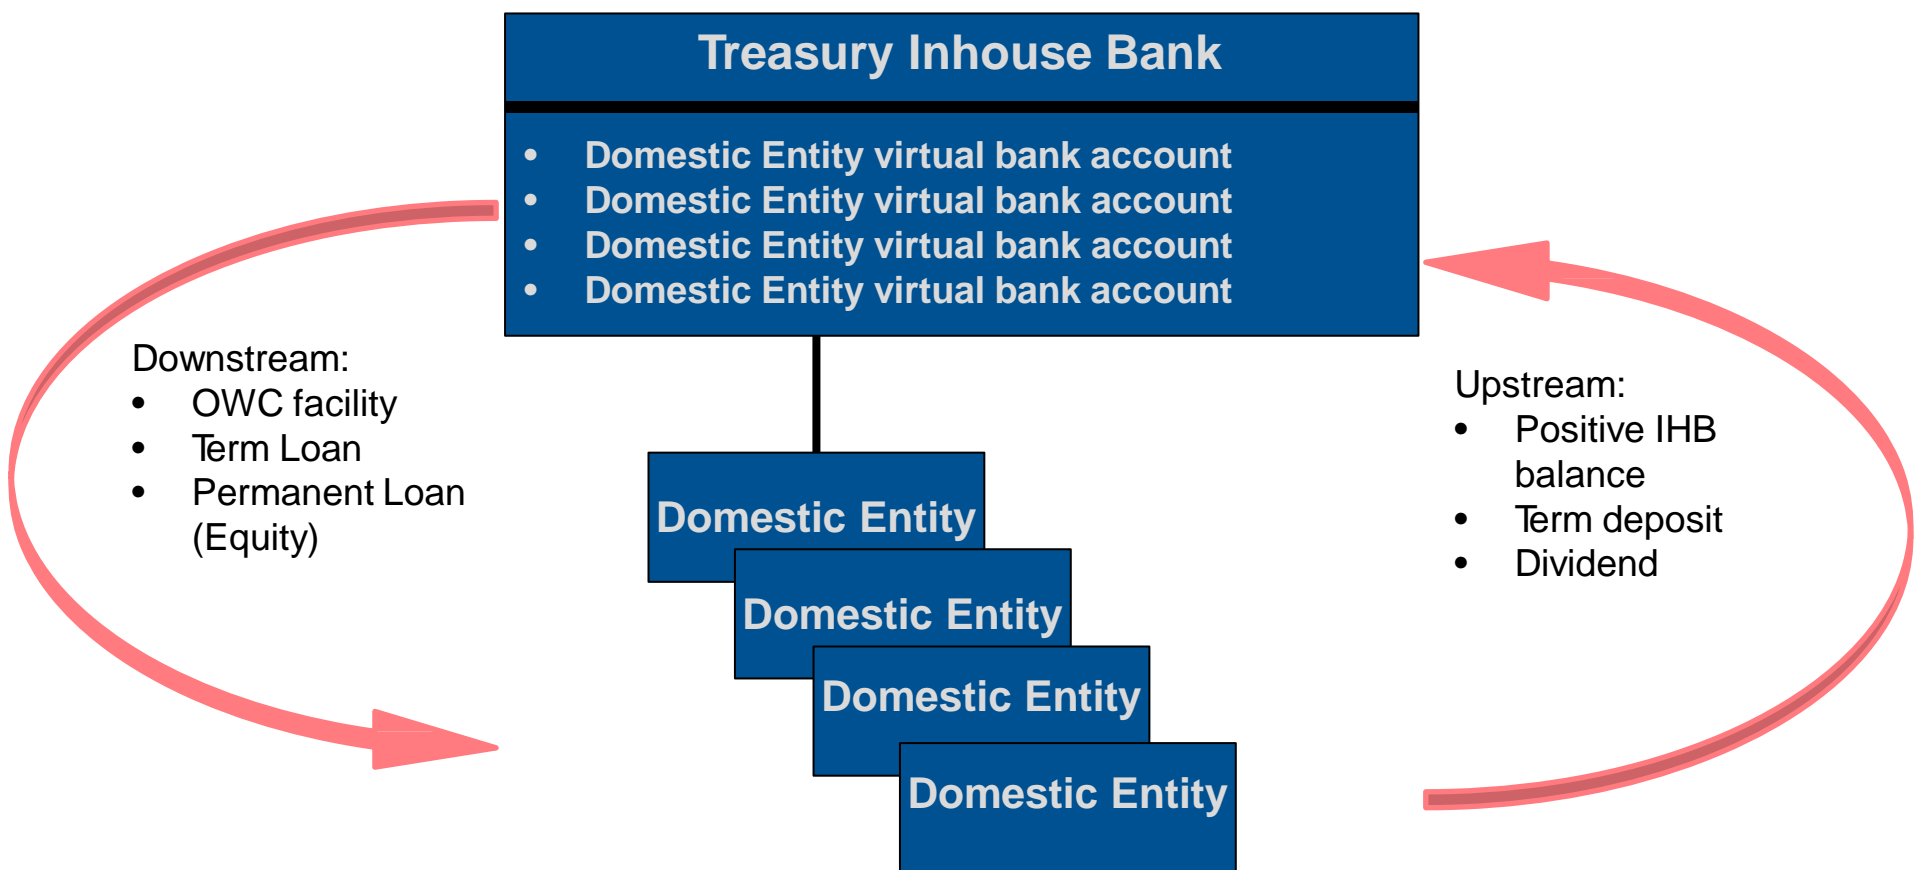 Treasury Inhouse Bank
• Domestic Entity virtual bank account
• Domestic Entity virtual bank account
• Domestic Entity virtual bank account
• Domestic Entity virtual bank account
Downstream:
• OWC facility
• Term Loan
• Permanent Loan
(Equity)
Upstream:
• Positive IHB
balance
• Term deposit
• Dividend
Domestic Entity
Domestic Entity
Domestic Entity
Domestic Entity